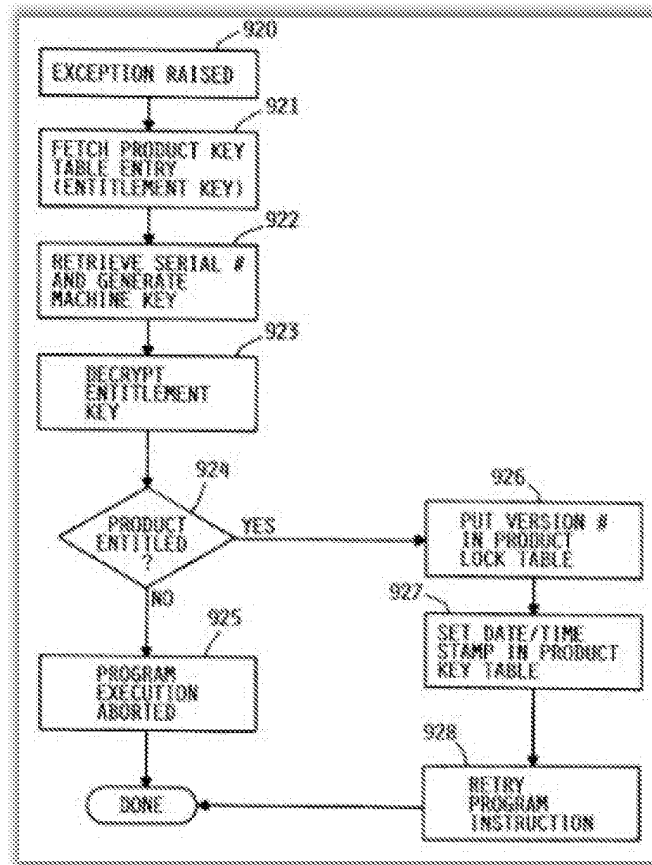 920
EXCEPTION RAISED
921
FETCH PRODUCT KEY
TABLE ENTRY
(ENTITLEMENT KEY)
922
RETRIEVE SERIAL #
AND GENERATE
MACHINE KEY
923
DECRYPT
ENTITLEMENT
KEY
924
PRODUCT
ENTITLED
?
YES
NO
925
PROGRAM
EXECUTION
ABORTED
DONE
926
PUT VERSION #
IN PRODUCT
LOCK TABLE
927
SET DATE/TIME
STAMP IN PRODUCT
KEY TABLE
928
RETRY
PROGRAM
INSTRUCTION